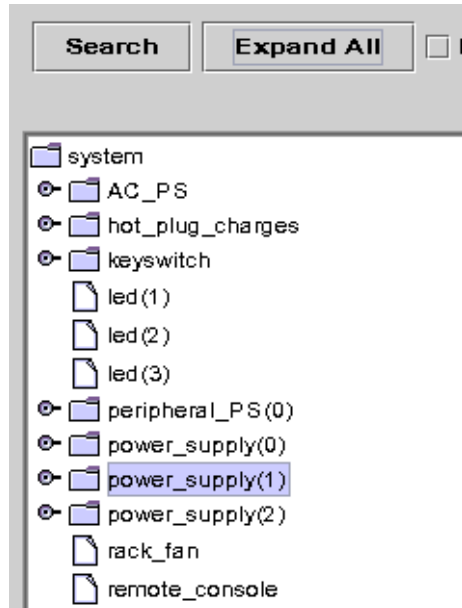 Search Expand All
system
AC_PS
hot_plug_charges
keyswitch
led(1)
led(2)
led(3)
peripheral_PS(0)
power_supply(0)
power_supply(1)
power_supply(2)
rack_fan
remote_console